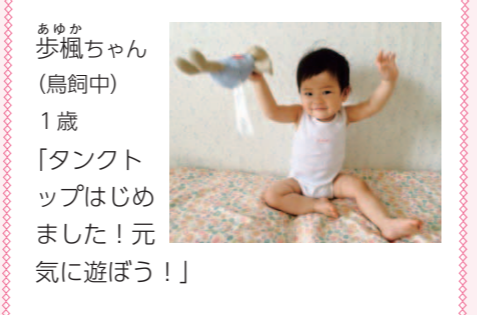 あゆか
歩楓ちゃん
（鳥飼中）
１歳
「タンクト
ップはじめ
ました！元
気に遊ぼう！」